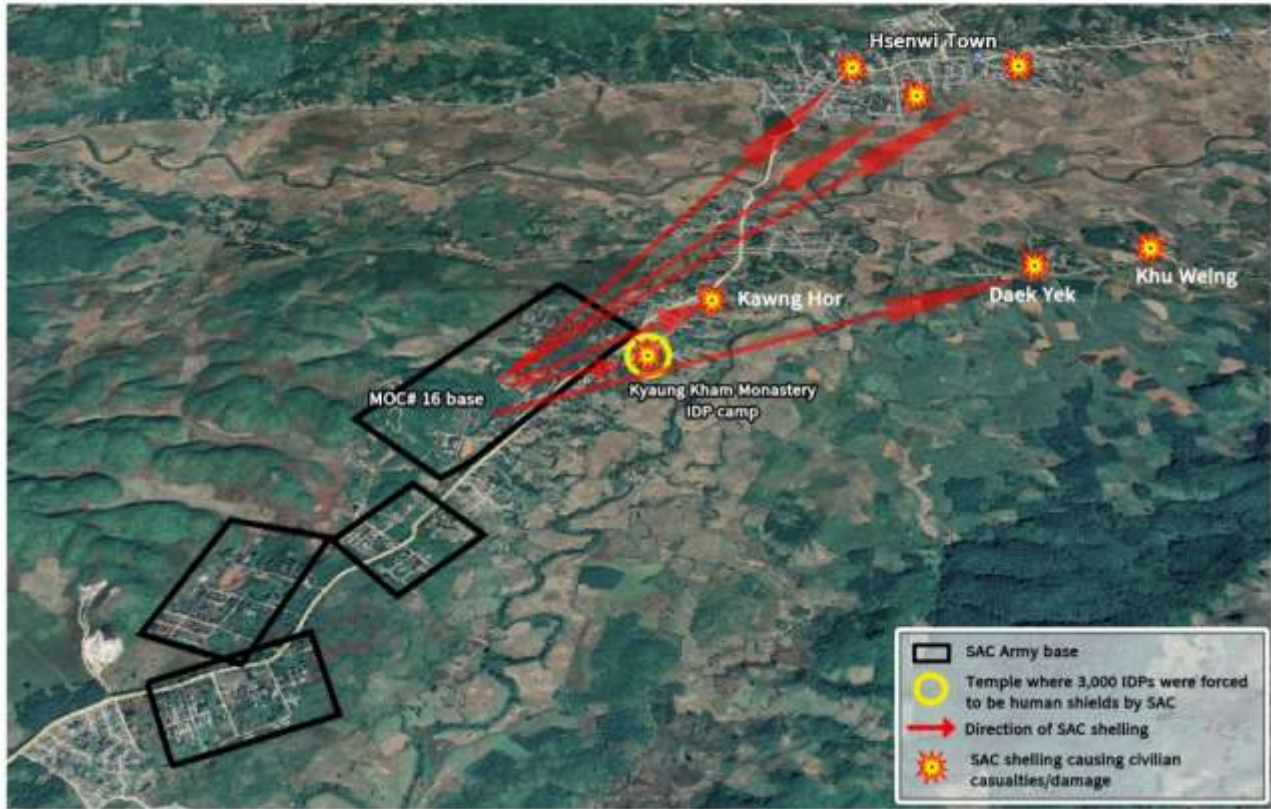 Hsenwi Town
Khu Weing
Daek Yek
Kawng Hor
MOC# 16 base
Kyaung Kham Monastery
IDP camp
SAC Army base
Temple where 3,000 IDPs were forced
to be human shields by SAC
Direction of SAC shelling
SAC shelling causing civilian
casualties/damage